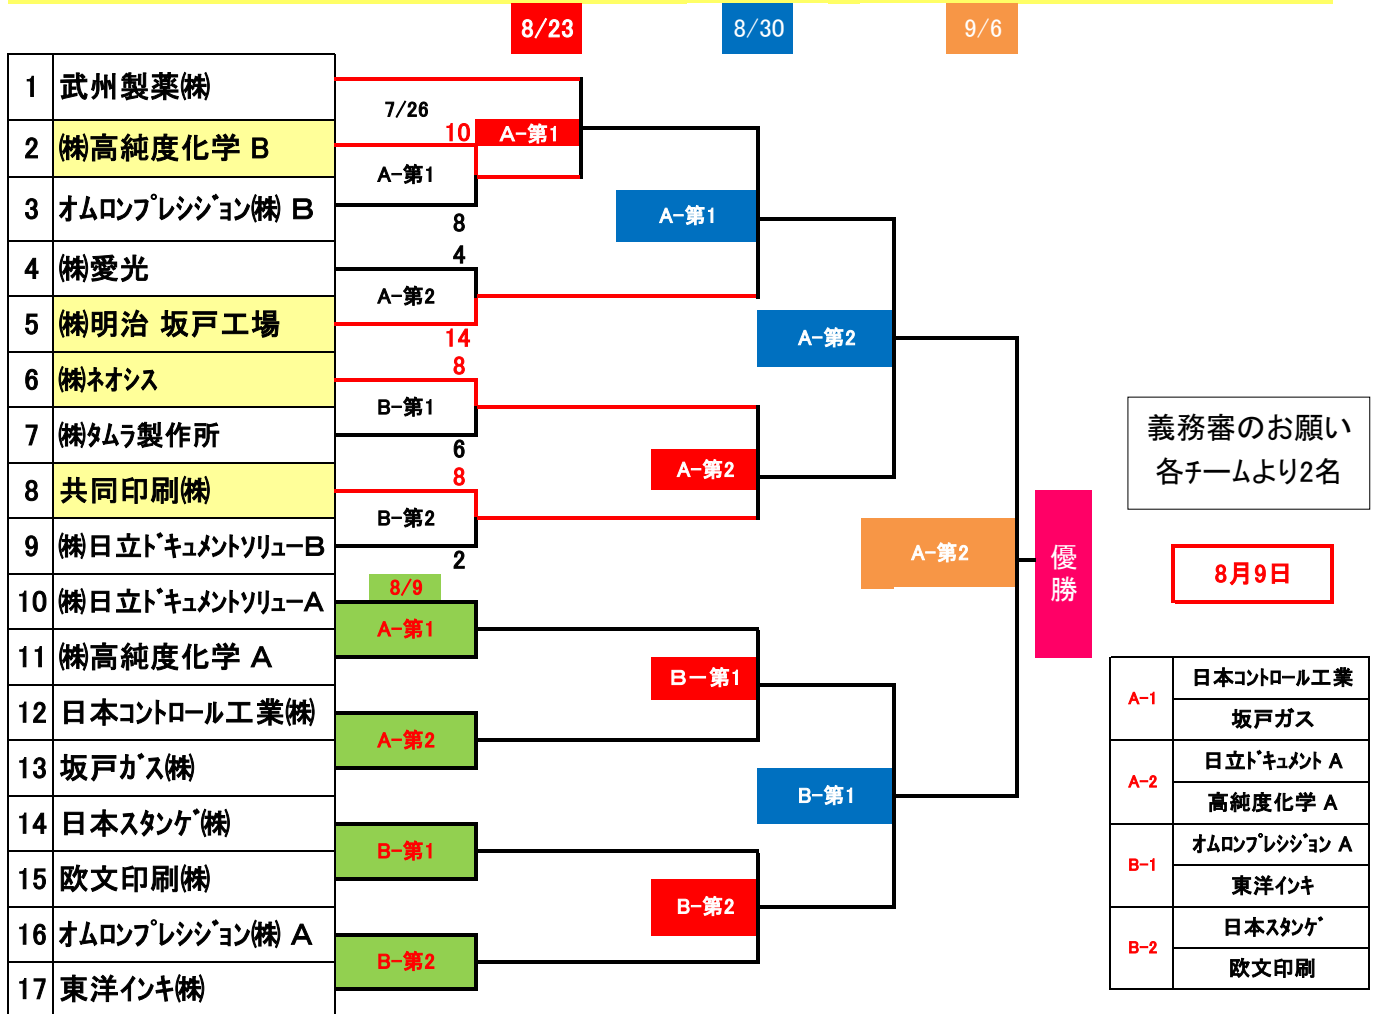 8/23
8/30
9/6
1 武州製薬㈱
2 ㈱高純度化学 B
3 オムロンプレシジョン㈱ B
4 ㈱愛光
5 ㈱明治 坂戸工場
6 ㈱ネオシス
7 ㈱タムラ製作所
8 共同印刷㈱
9 ㈱日立ドキュメントソリューB
10 ㈱日立ドキュメントソリューA
11 ㈱高純度化学 A
12 日本コントロール工業㈱
13 坂戸ガス㈱
14 日本スタンゲ㈱
15 欧文印刷㈱
16 オムロンプレシジョン㈱ A
17 東洋インキ㈱
7/26
10
A-第1
8
4
A-第2
14
8
B-第1
6
8
B-第2
2
8/9
A-第1
A-第2
B-第1
B-第2
A-第1
A-第2
B－第1
B-第2
A-第1
A-第2
B-第1
A-第2
優
勝
義務審のお願い
各チームより2名
8月9日
A-1
日本コントロール工業
坂戸ガス
A-2
日立ドキュメント A
高純度化学 A
B-1
オムロンプレシジョン A
東洋インキ
B-2
日本スタンゲ
欧文印刷